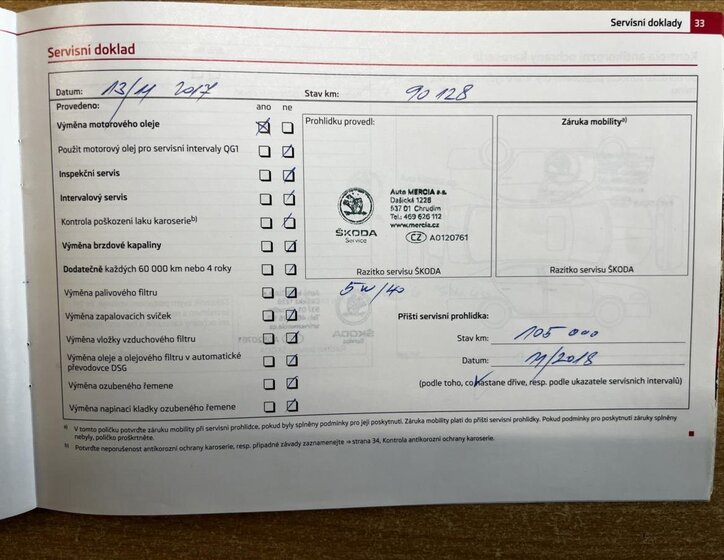 Servisní doklady 33
Servisní doklad
Datum: 13/11 2017 Stav km: 90 128
Provedeno: ano ne
Výměna motorového oleje
Použit motorový olej pro servisní intervaly QG1
Inspekční servis
Intervalový servis
Kontrola poškození laku karoserie b)
Výměna brzdové kapaliny
Dodatečně každých 60 000 km nebo 4 roky
Výměna palivového filtru
Výměna zapalovacích svíček
Výměna vložky vzduchového filtru
Výměna oleje a olejového filtru v automatické
převodovce DSG
Výměna ozubeného řemene
Výměna napínací kladky ozubeného řemene
Prohlídku provedl:
ŠKODA
Service
Auto MERCIA a.s.
Dašická 1228
537 01 Chrudim
Tel.: 469 626 112
www.mercia.cz
CZ A0120761
Razítko servisu ŠKODA
Záruka mobility a)
Razítko servisu ŠKODA
5W/40
Příští servisní prohlídka:
Stav km: 105 000
Datum: 11/2018
(podle toho, co nastane dříve, resp. podle ukazatele servisních intervalů)
a) V tomto políčku potvrďte záruku mobility při servisní prohlídce, pokud byly splněny podmínky pro její poskytnutí. Záruka mobility platí do příští servisní prohlídky. Pokud podmínky pro poskytnutí záruky splněny
nebyly, políčko proškrtněte.
b) Potvrďte neporušenost antikorozní ochrany karoserie, resp. případné závady zaznamenejte ⇒ strana 34, Kontrola antikorozní ochrany karoserie.